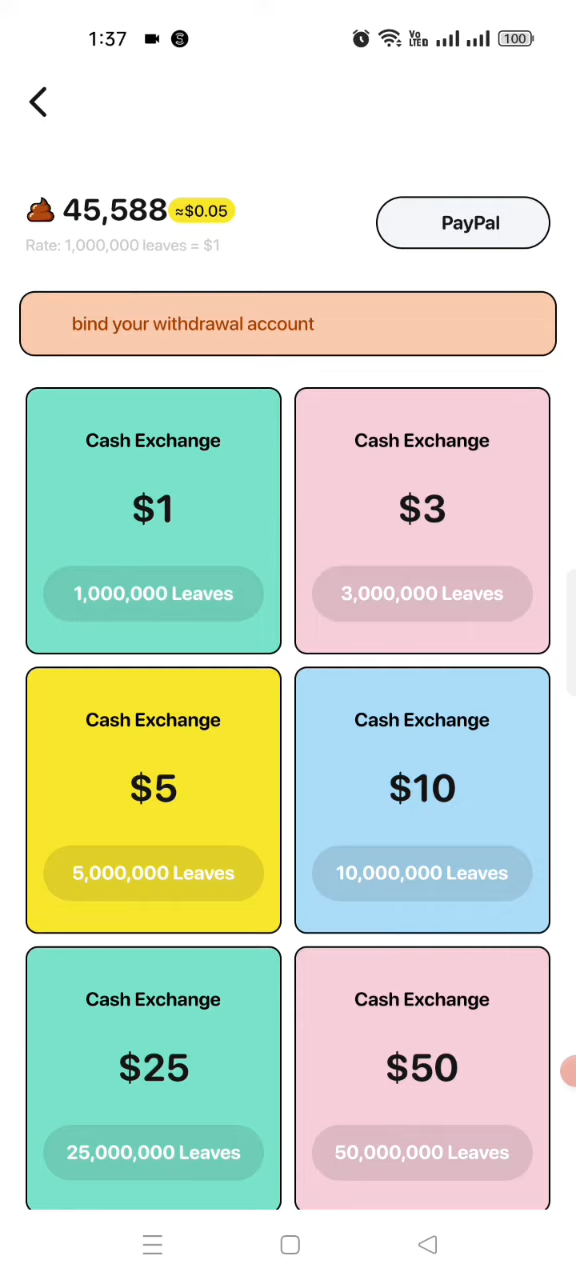 1:37
Vo
LTE
100
45,588
≈$0.05
PayPal
Rate: 1,000,000 leaves = $1
bind your withdrawal account
Cash Exchange
$1
1,000,000 Leaves
Cash Exchange
$3
3,000,000 Leaves
Cash Exchange
$5
5,000,000 Leaves
Cash Exchange
$10
10,000,000 Leaves
Cash Exchange
$25
25,000,000 Leaves
Cash Exchange
$50
50,000,000 Leaves